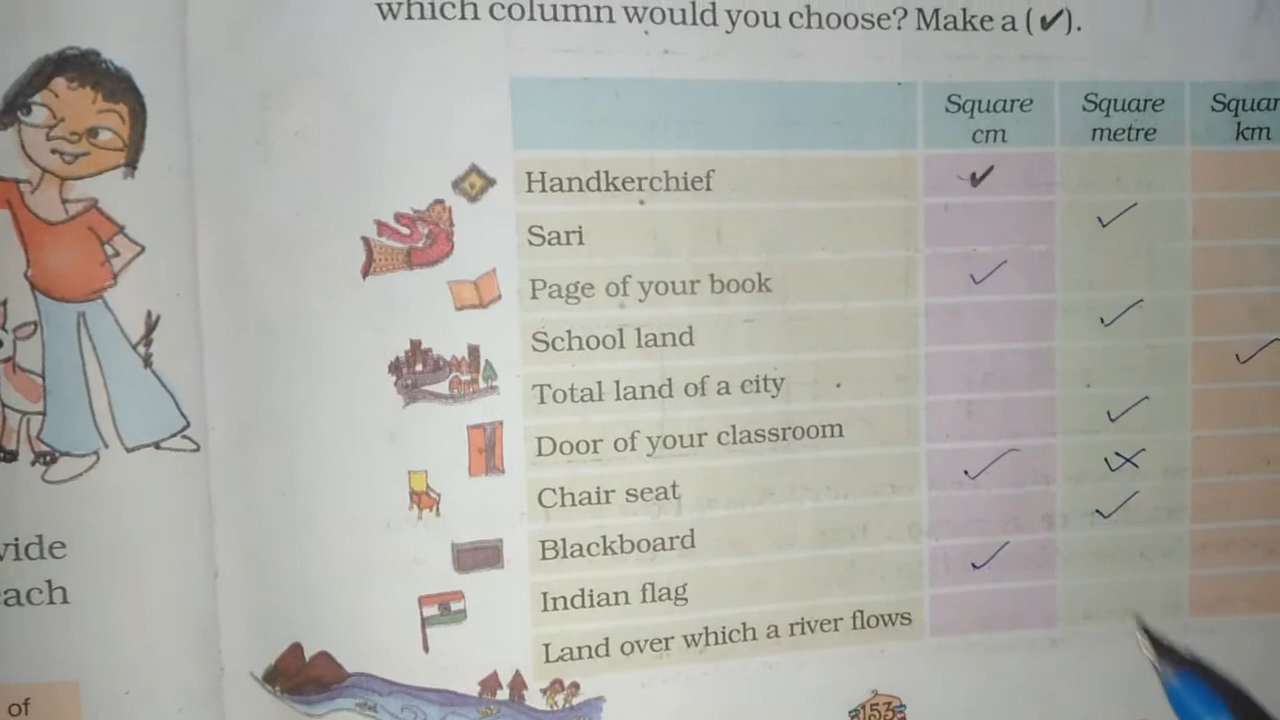 which column would you choose? Make a (✔).
Square cm Square metre Squar km
Handkerchief ✔
Sari ✓
Page of your book ✓
School land ✓
Total land of a city ✓
Door of your classroom ✓
Chair seat ✓ ✗
Blackboard ✓
Indian flag ✓
Land over which a river flows
vide
each
of
153